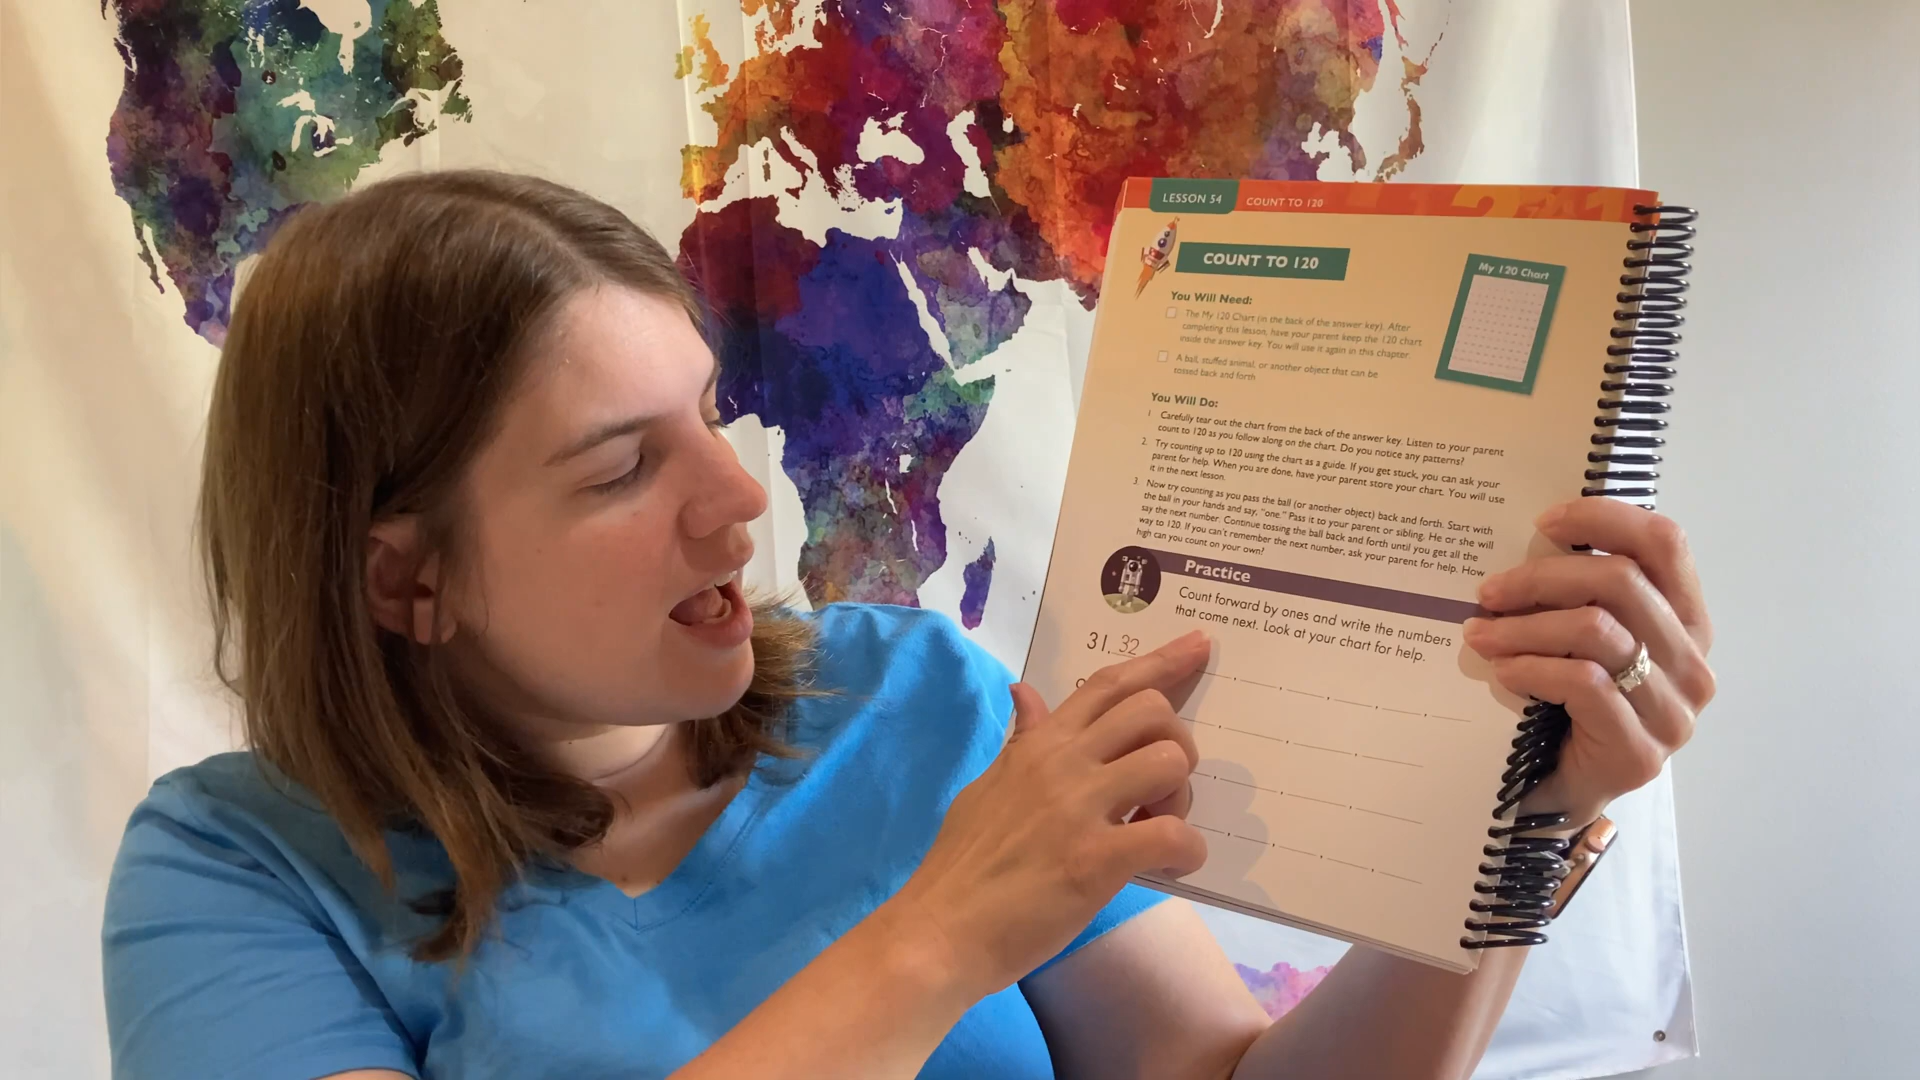 LESSON 54 COUNT TO 120
COUNT TO 120
My 120 Chart
You Will Need:
The My 120 Chart (in the back of the answer key). After
completing this lesson, have your parent keep the 120 chart
inside the answer key. You will use it again in this chapter.
A ball, stuffed animal, or another object that can be
tossed back and forth
You Will Do:
1 Carefully tear out the chart from the back of the answer key. Listen to your parent
count to 120 as you follow along on the chart. Do you notice any patterns?
2. Try counting up to 120 using the chart as a guide. If you get stuck, you can ask your
parent for help. When you are done, have your parent store your chart. You will use
it in the next lesson.
3 Now try counting as you pass the ball (or another object) back and forth. Start with
the ball in your hands and say, "one." Pass it to your parent or sibling. He or she will
say the next number. Continue tossing the ball back and forth until you get all the
way to 120. If you can't remember the next number, ask your parent for help. How
high can you count on your own?
Practice
Count forward by ones and write the numbers
that come next. Look at your chart for help.
31, 32